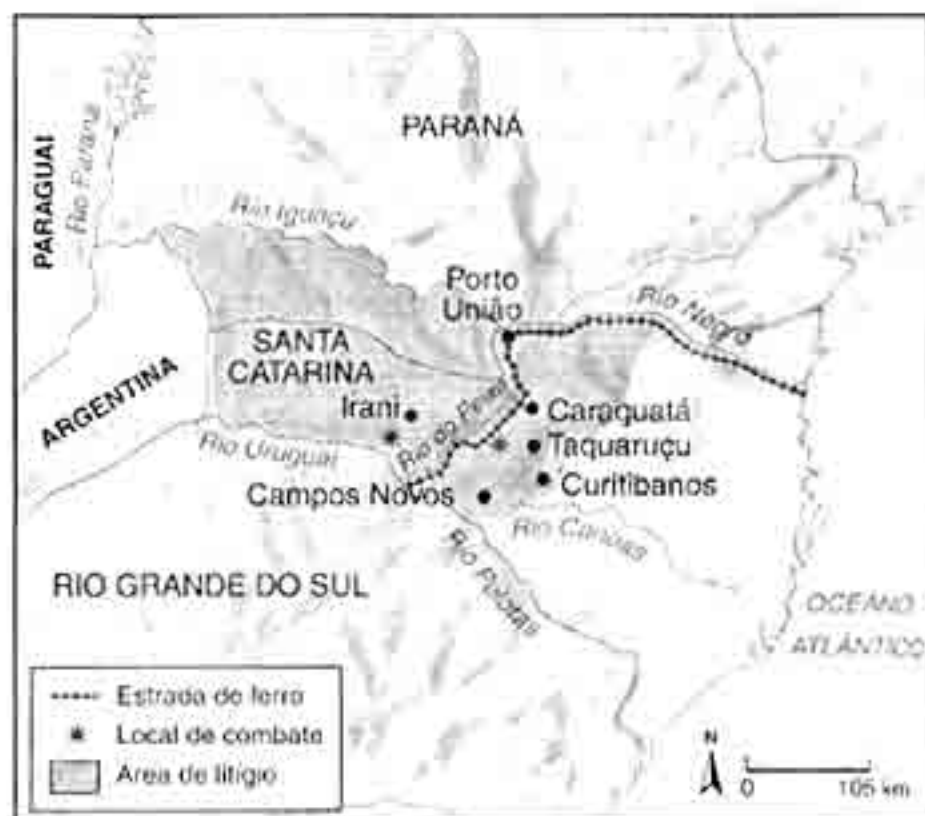 PARAGUAI
Rio Paraná
PARANÁ
Rio Iguaçu
Porto
União
Rio Negro
SANTA
CATARINA
ARGENTINA
Irani
Rio do Peixe
Caraguatá
Taquaruçu
Rio Uruguai
Curitibanos
Campos Novos
Rio Canoas
Rio Pelotas
RIO GRANDE DO SUL
OCEANO
ATLÂNTICO
Estrada de ferro
Local de combate
Área de litígio
N
0 105 km